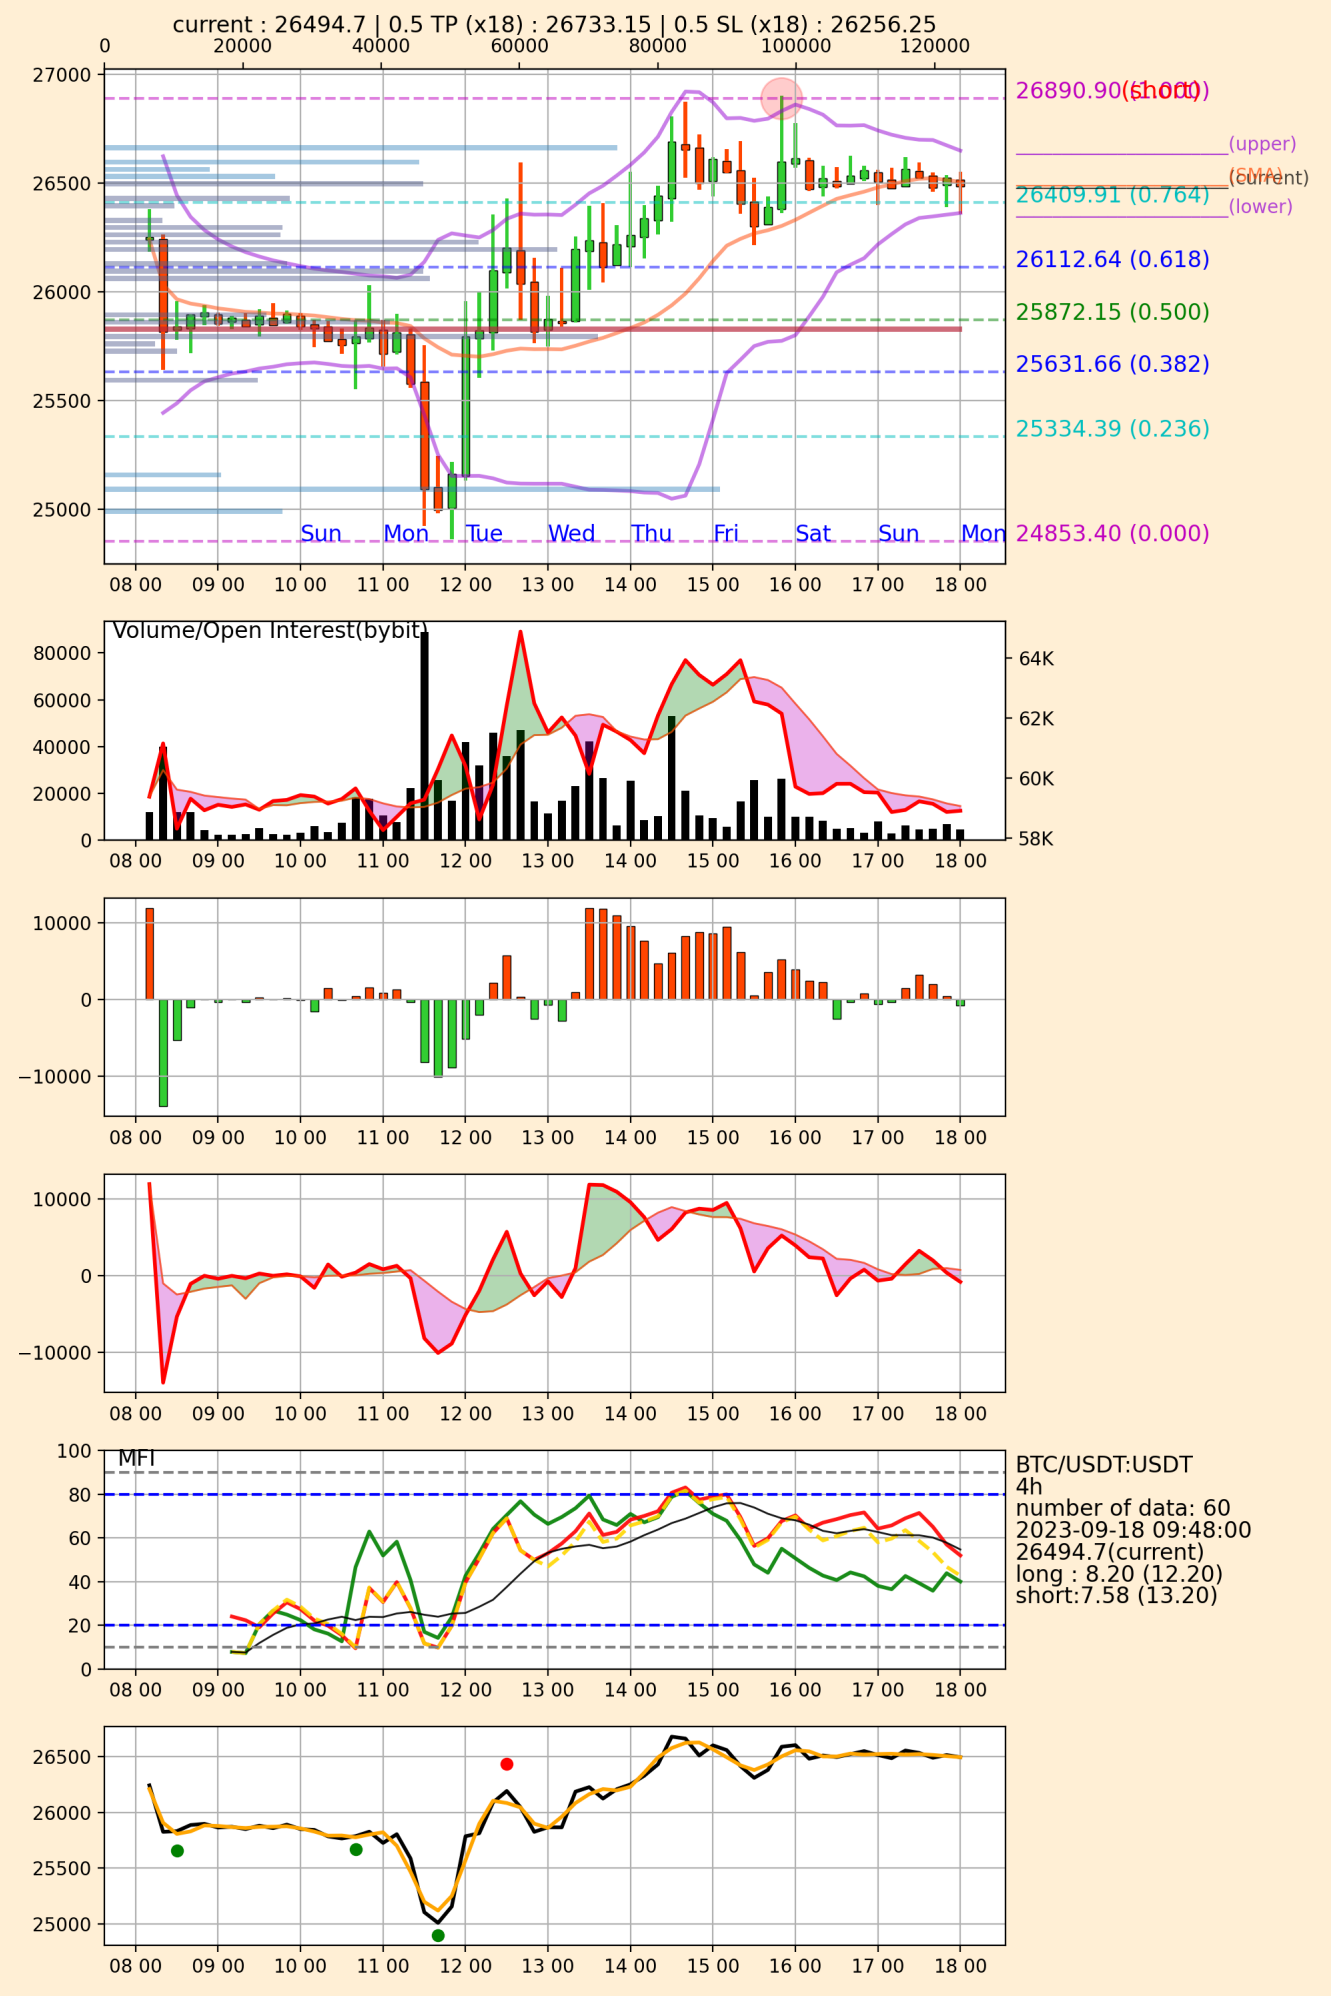 current : 26494.7 | 0.5 TP (x18) : 26733.15 | 0.5 SL (x18) : 26256.25
0 20000 40000 60000 80000 100000 120000
27000
26500
26000
25500
25000
26890.90 (1.000)
(short)
(upper)
(SMA)
(current)
26409.91 (0.764)
(lower)
26112.64 (0.618)
25872.15 (0.500)
25631.66 (0.382)
25334.39 (0.236)
24853.40 (0.000)
Sun Mon Tue Wed Thu Fri Sat Sun Mon
08 00 09 00 10 00 11 00 12 00 13 00 14 00 15 00 16 00 17 00 18 00
Volume/Open Interest(bybit)
80000
60000
40000
20000
0
64K
62K
60K
58K
08 00 09 00 10 00 11 00 12 00 13 00 14 00 15 00 16 00 17 00 18 00
10000
0
−10000
08 00 09 00 10 00 11 00 12 00 13 00 14 00 15 00 16 00 17 00 18 00
10000
0
−10000
08 00 09 00 10 00 11 00 12 00 13 00 14 00 15 00 16 00 17 00 18 00
MFI
100
80
60
40
20
0
BTC/USDT:USDT
4h
number of data: 60
2023-09-18 09:48:00
26494.7(current)
long : 8.20 (12.20)
short:7.58 (13.20)
08 00 09 00 10 00 11 00 12 00 13 00 14 00 15 00 16 00 17 00 18 00
26500
26000
25500
25000
08 00 09 00 10 00 11 00 12 00 13 00 14 00 15 00 16 00 17 00 18 00